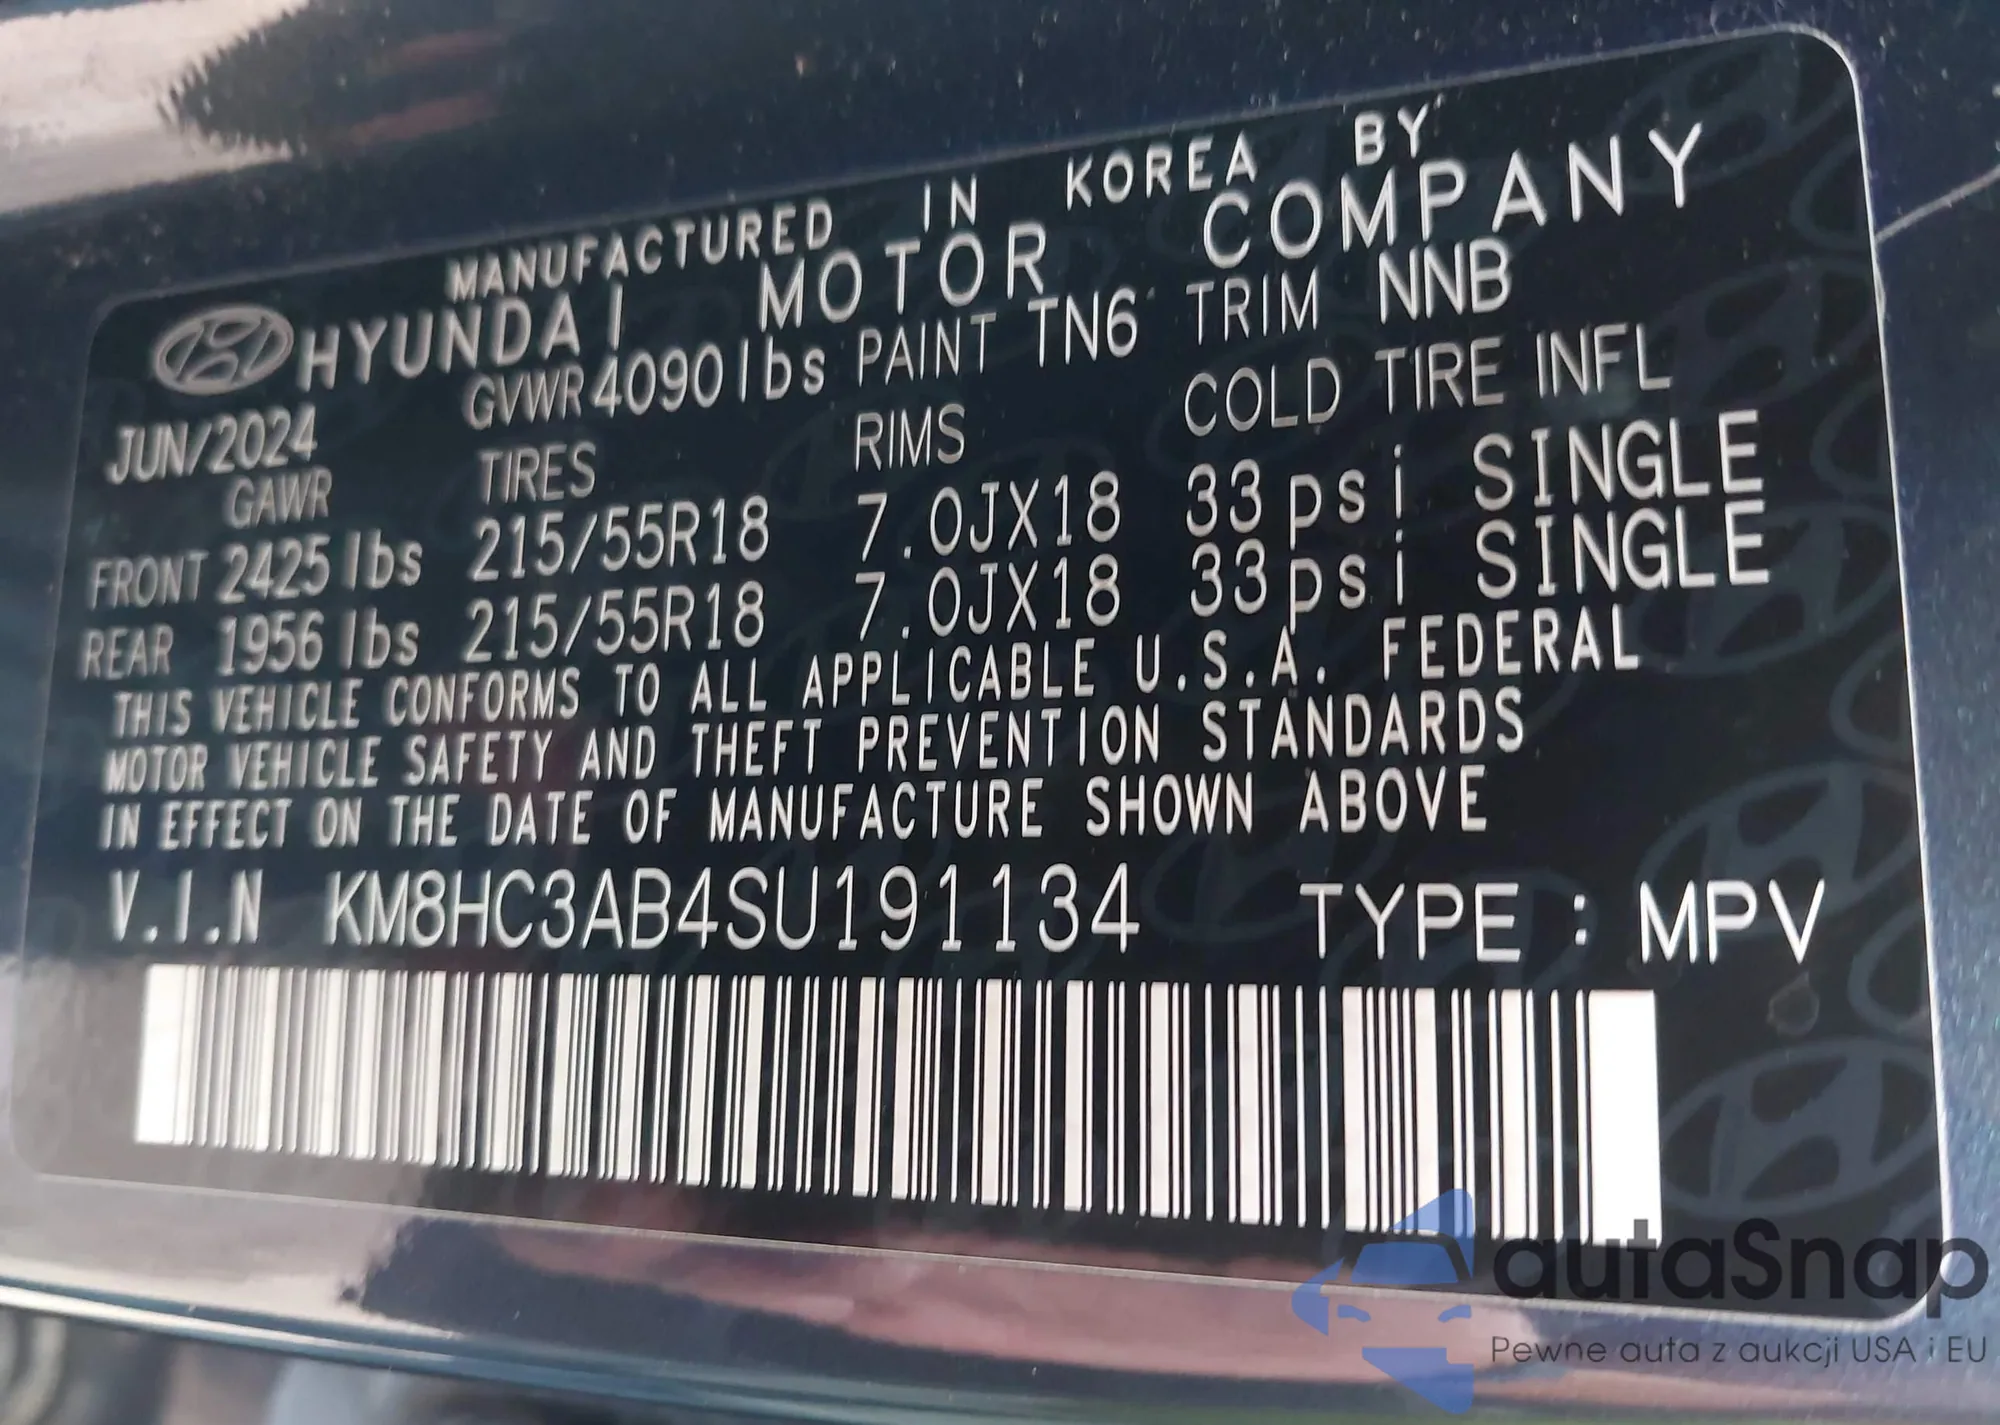 MANUFACTURED IN KOREA BY
HYUNDAI MOTOR COMPANY
JUN/2024 GVWR 4090 lbs PAINT TN6 TRIM NNB
GAWR TIRES RIMS COLD TIRE INFL
FRONT 2425 lbs 215/55R18 7.0JX18 33 psi SINGLE
REAR 1956 lbs 215/55R18 7.0JX18 33 psi SINGLE
THIS VEHICLE CONFORMS TO ALL APPLICABLE U.S.A. FEDERAL
MOTOR VEHICLE SAFETY AND THEFT PREVENTION STANDARDS
IN EFFECT ON THE DATE OF MANUFACTURE SHOWN ABOVE
V.I.N KM8HC3AB4SU191134 TYPE : MPV
autaSnap
Pewne auta z aukcji USA i EU